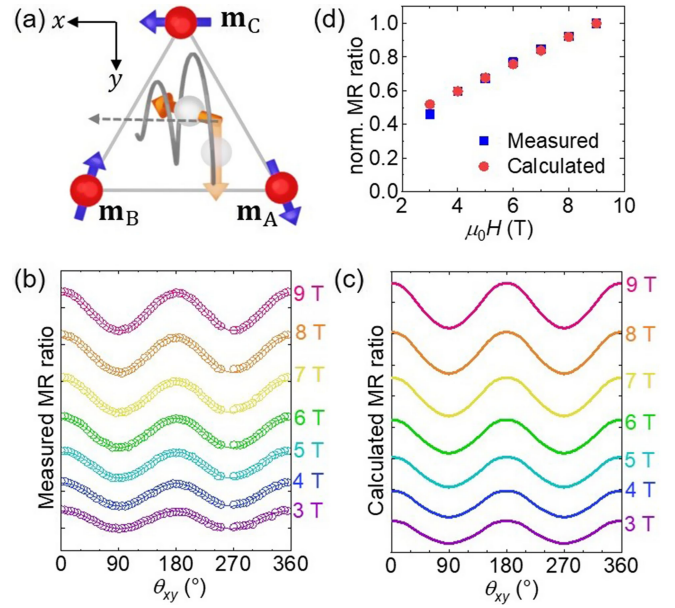 (a)
x
y
m_C
m_B
m_A
(d)
norm. MR ratio
1.0
0.8
0.6
0.4
0.2
0.0
Measured
Calculated
2 4 6 8 10
μ₀H (T)
(b)
Measured MR ratio
9 T
8 T
7 T
6 T
5 T
4 T
3 T
0 90 180 270 360
θ_xy (°)
(c)
Calculated MR ratio
9 T
8 T
7 T
6 T
5 T
4 T
3 T
0 90 180 270 360
θ_xy (°)